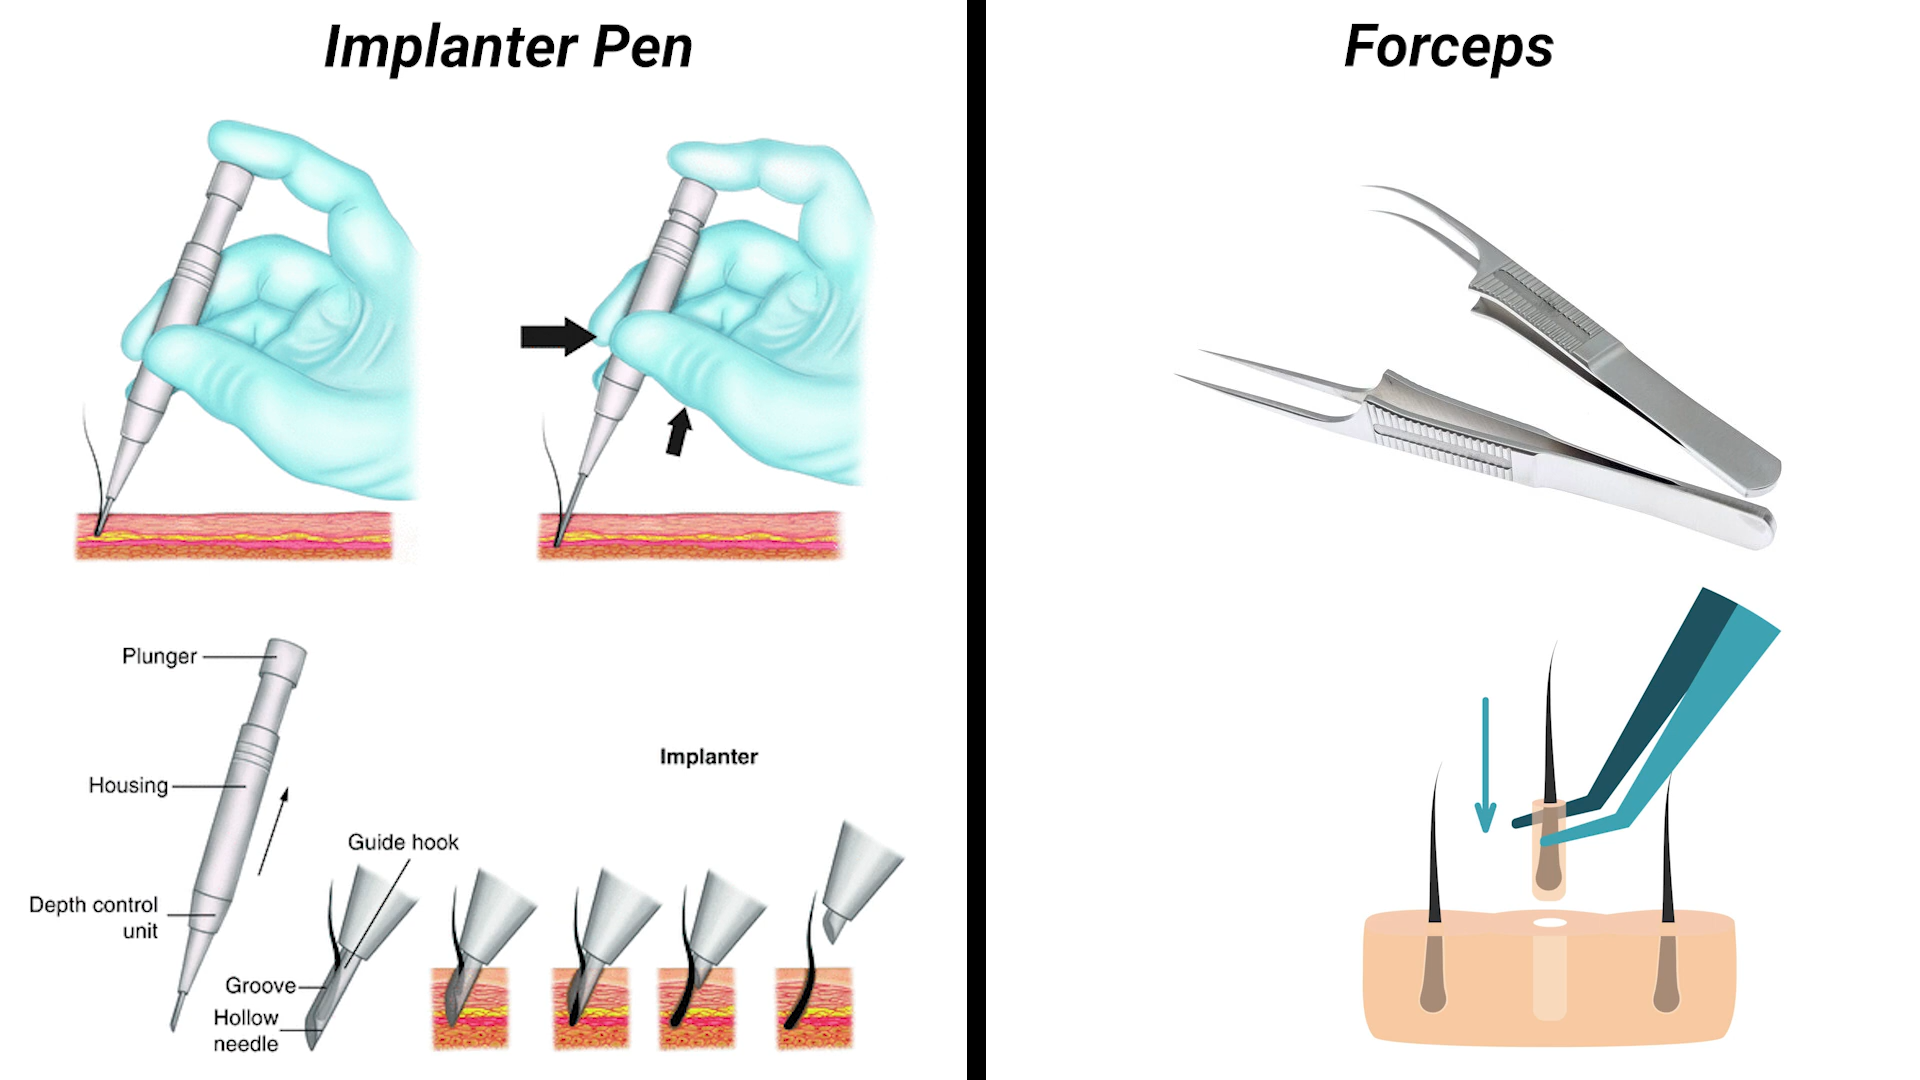 Implanter Pen
Forceps
Plunger
Housing
Implanter
Guide hook
Depth control
unit
Groove
Hollow
needle